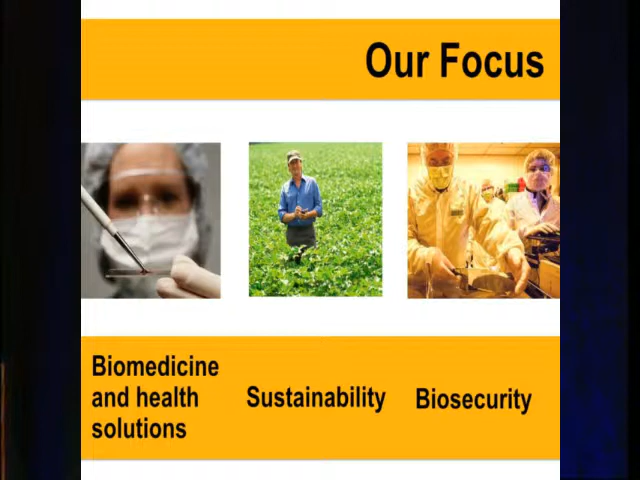 Our Focus
Biomedicine
and health
solutions
Sustainability
Biosecurity